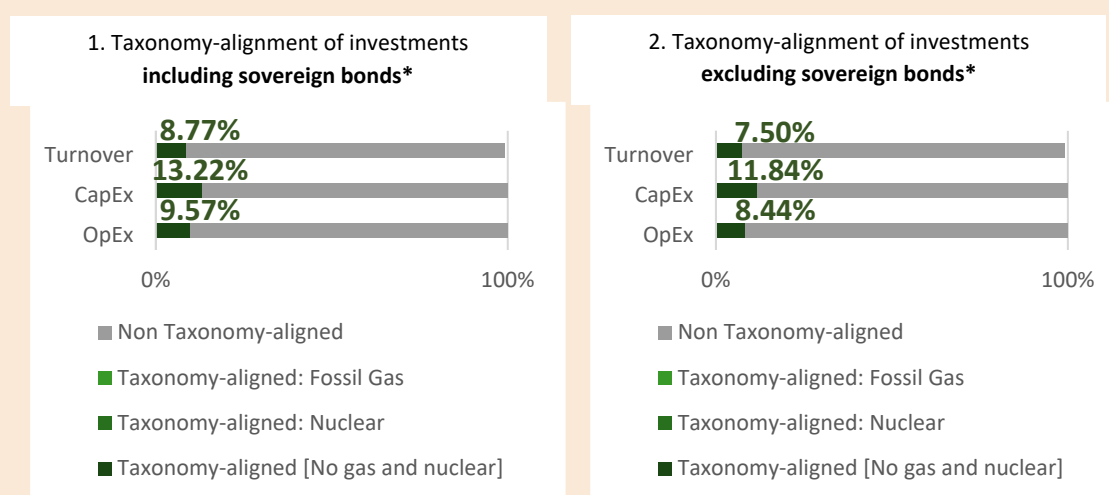 1. Taxonomy-alignment of investments
including sovereign bonds*
8.77%
Turnover
13.22%
CapEx
9.57%
OpEx
0%
100%
Non Taxonomy-aligned
Taxonomy-aligned: Fossil Gas
Taxonomy-aligned: Nuclear
Taxonomy-aligned [No gas and nuclear]
2. Taxonomy-alignment of investments
excluding sovereign bonds*
7.50%
Turnover
11.84%
CapEx
8.44%
OpEx
0%
100%
Non Taxonomy-aligned
Taxonomy-aligned: Fossil Gas
Taxonomy-aligned: Nuclear
Taxonomy-aligned [No gas and nuclear]